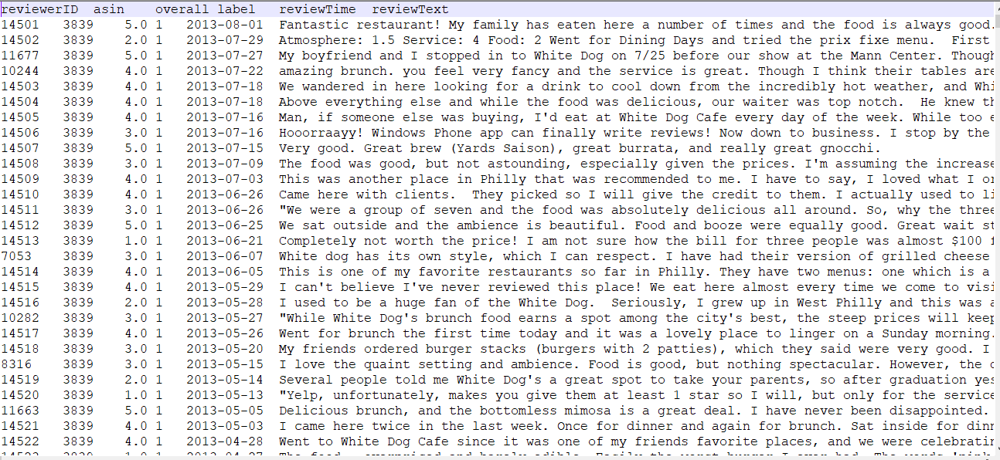 reviewerID asin overall label reviewTime reviewText
14501 3839 5.0 1 2013-08-01 Fantastic restaurant! My family has eaten here a number of times and the food is always good.
14502 3839 2.0 1 2013-07-29 Atmosphere: 1.5 Service: 4 Food: 2 Went for Dining Days and tried the prix fixe menu. First
11677 3839 5.0 1 2013-07-27 My boyfriend and I stopped in to White Dog on 7/25 before our show at the Mann Center. Though
10244 3839 4.0 1 2013-07-22 amazing brunch. you feel very fancy and the service is great. Though I think their tables are
14503 3839 4.0 1 2013-07-18 We wandered in here looking for a drink to cool down from the incredibly hot weather, and Whi
14504 3839 4.0 1 2013-07-18 Above everything else and while the food was delicious, our waiter was top notch. He knew th
14505 3839 4.0 1 2013-07-16 Man, if someone else was buying, I'd eat at White Dog Cafe every day of the week. While too e
14506 3839 3.0 1 2013-07-16 Hooorraayy! Windows Phone app can finally write reviews! Now down to business. I stop by the
14507 3839 5.0 1 2013-07-15 Very good. Great brew (Yards Saison), great burrata, and really great gnocchi.
14508 3839 3.0 1 2013-07-09 The food was good, but not astounding, especially given the prices. I'm assuming the increase
14509 3839 4.0 1 2013-07-03 This was another place in Philly that was recommended to me. I have to say, I loved what I or
14510 3839 4.0 1 2013-06-26 Came here with clients. They picked so I will give the credit to them. I actually used to li
14511 3839 3.0 1 2013-06-26 "We were a group of seven and the food was absolutely delicious all around. So, why the three
14512 3839 5.0 1 2013-06-25 We sat outside and the ambience is beautiful. Food and booze were equally good. Great wait st
14513 3839 1.0 1 2013-06-21 Completely not worth the price! I am not sure how the bill for three people was almost $100 f
7053 3839 3.0 1 2013-06-07 White dog has its own style, which I can respect. I have had their version of grilled cheese
14514 3839 4.0 1 2013-06-05 This is one of my favorite restaurants so far in Philly. They have two menus: one which is a
14515 3839 4.0 1 2013-05-29 I can't believe I've never reviewed this place! We eat here almost every time we come to visi
14516 3839 2.0 1 2013-05-28 I used to be a huge fan of the White Dog. Seriously, I grew up in West Philly and this was a
10282 3839 3.0 1 2013-05-27 "While White Dog's brunch food earns a spot among the city's best, the steep prices will keep
14517 3839 4.0 1 2013-05-26 Went for brunch the first time today and it was a lovely place to linger on a Sunday morning.
14518 3839 3.0 1 2013-05-20 My friends ordered burger stacks (burgers with 2 patties), which they said were very good. I
8316 3839 3.0 1 2013-05-15 I love the quaint setting and ambience. Food is good, but nothing spectacular. However, the
14519 3839 2.0 1 2013-05-14 Several people told me White Dog's a great spot to take your parents, so after graduation yes
14520 3839 1.0 1 2013-05-13 "Yelp, unfortunately, makes you give them at least 1 star so I will, but only for the service
11663 3839 5.0 1 2013-05-05 Delicious brunch, and the bottomless mimosa is a great deal. I have never been disappointed.
14521 3839 4.0 1 2013-05-03 I came here twice in the last week. Once for dinner and again for brunch. Sat inside for dinn
14522 3839 4.0 1 2013-04-28 Went to White Dog Cafe since it was one of my friends favorite places, and we were celebratin